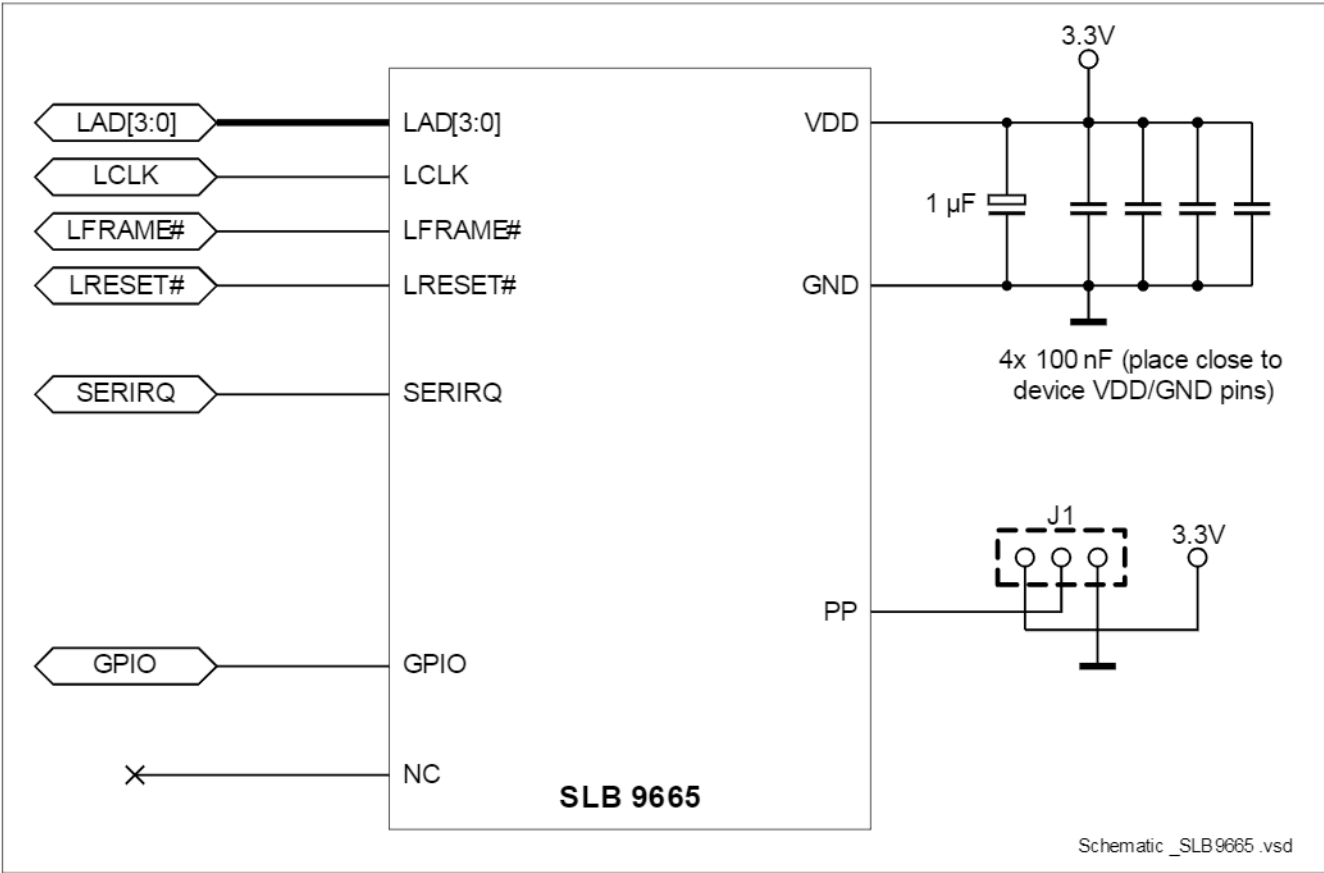 3.3V
LAD[3:0]
LAD[3:0]
VDD
LCLK
LCLK
1 µF
LFRAME#
LFRAME#
LRESET#
LRESET#
GND
4x 100 nF (place close to
device VDD/GND pins)
SERIRQ
SERIRQ
J1
3.3V
PP
GPIO
GPIO
NC
SLB 9665
Schematic _SLB9665 .vsd